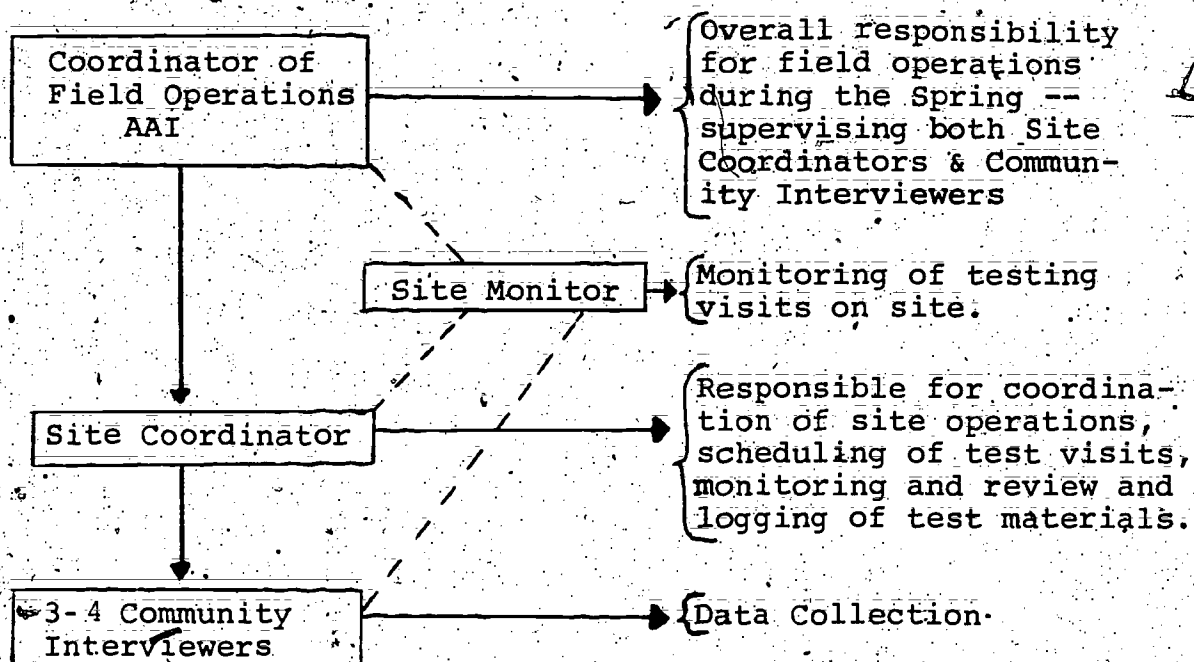 Coordinator of
Field Operations
AAI
Overall responsibility
for field operations
during the Spring --
supervising both Site
Coordinators & Commun-
ity Interviewers
Site Monitor
Monitoring of testing
visits on site.
Site Coordinator
Responsible for coordina-
tion of site operations,
scheduling of test visits,
monitoring and review and
logging of test materials.
3-4 Community
Interviewers
Data Collection